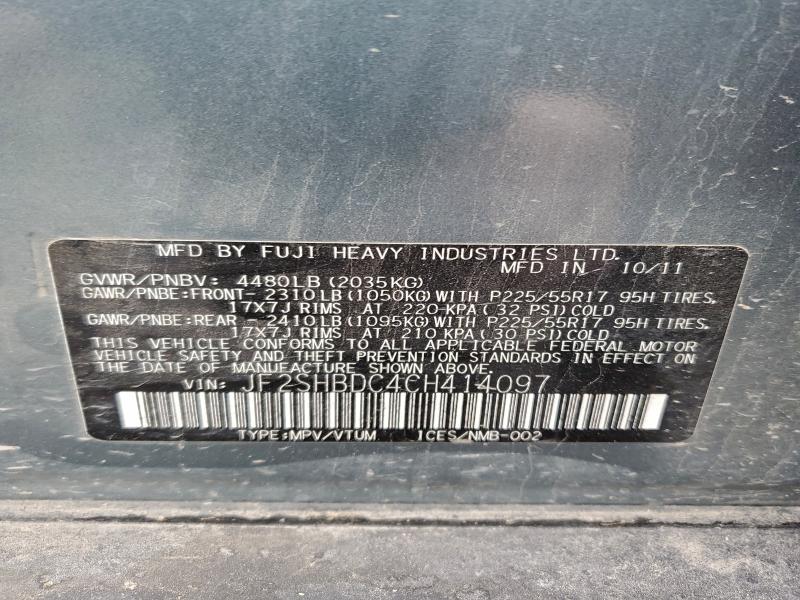 MFD BY FUJI HEAVY INDUSTRIES LTD.
MFD IN 10/11
GVWR/PNBV: 4480LB (2035KG)
GAWR/PNBE:FRONT-2310LB(1050KG)WITH P225/55R17 95H TIRES.
17X7J RIMS AT 220-KPA (32 PSI)COLD
GAWR/PNBE:REAR -2410LB(1095KG)WITH P225/55R17 95H TIRES.
17X7J RIMS AT 210 KPA (30 PSI)COLD
THIS VEHICLE CONFORMS TO ALL APPLICABLE FEDERAL MOTOR
VEHICLE SAFETY AND THEFT PREVENTION STANDARDS IN EFFECT ON
THE DATE OF MANUFACTURE SHOWN ABOVE.
VIN: JF2SHBDC4CH414097
TYPE:MPV/VTUM ICES/NMB-002